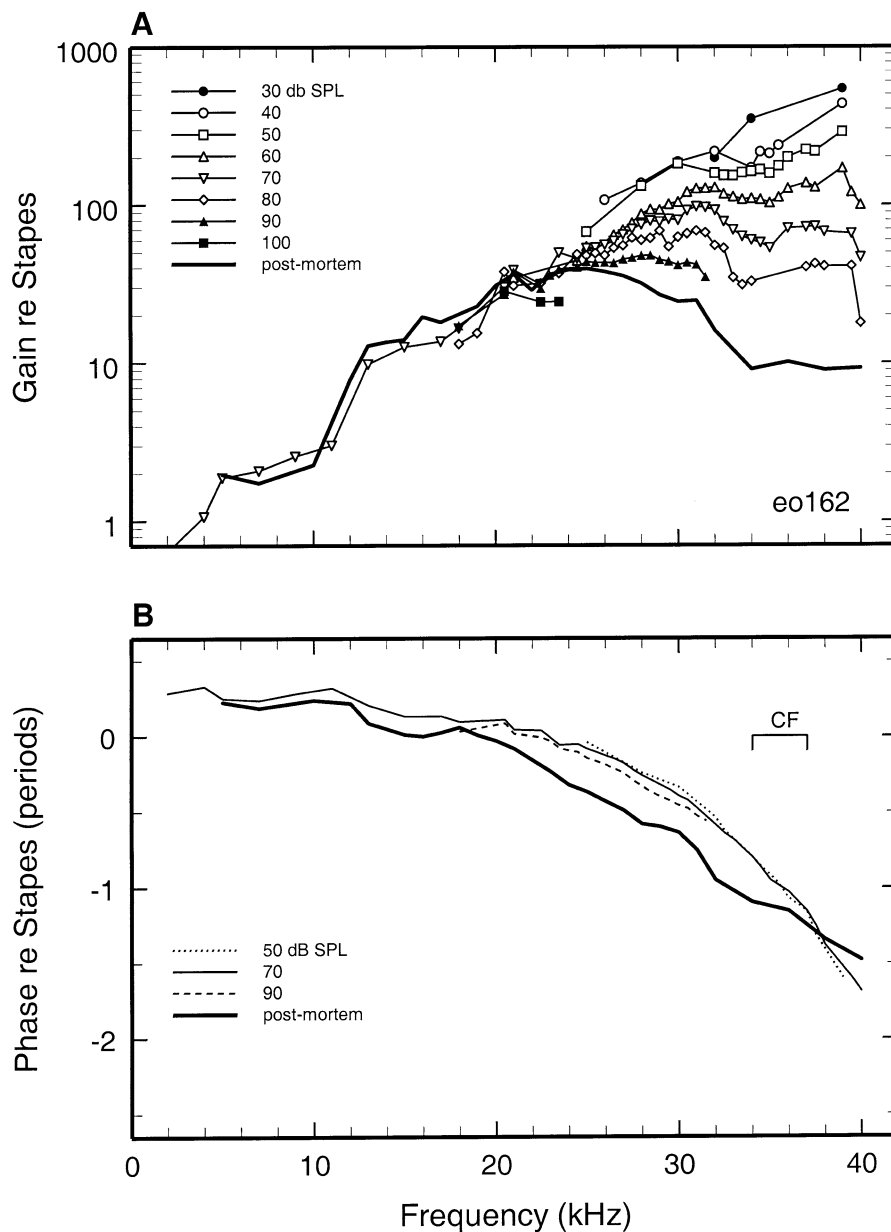 A
1000
100
10
1
Gain re Stapes
30 db SPL
40
50
60
70
80
90
100
post-mortem
eo162
B
0
-1
-2
Phase re Stapes (periods)
CF
50 dB SPL
70
90
post-mortem
0 10 20 30 40
Frequency (kHz)